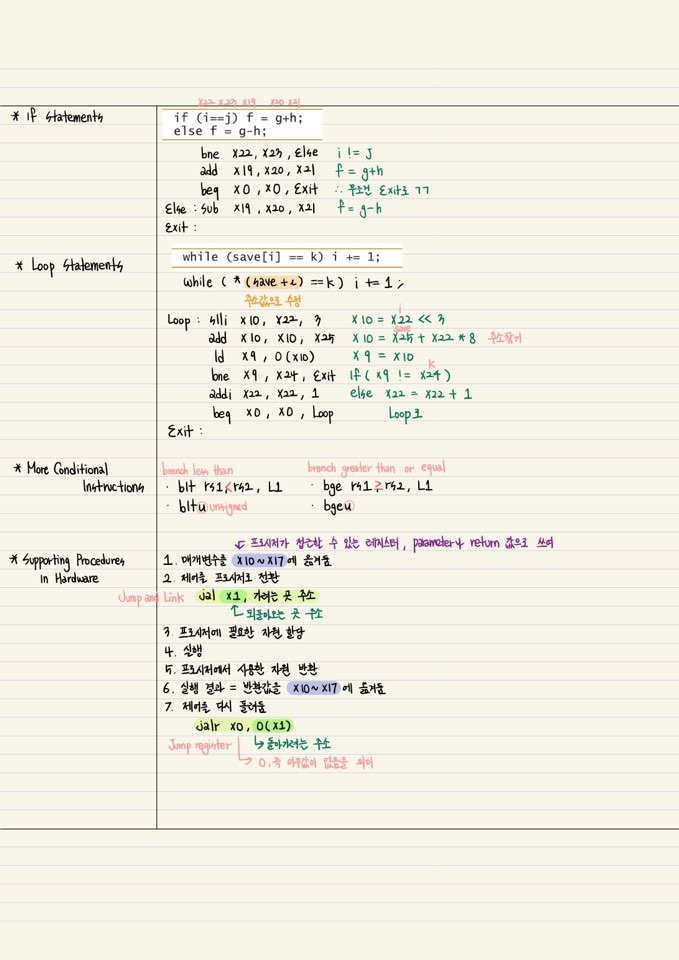 x22 x23 x19 x20 x21
* If statements
if (i==j) f = g+h;
else f = g-h;
bne x22, x23, Else i != J
add x19, x20, x21 f = g+h
beq x0, x0, Exit ∴ 무조건 Exit로 ㄱㄱ
Else : sub x19, x20, x21 f = g-h
Exit :
* Loop Statements
while (save[i] == k) i += 1;
while ( * (save + i) == k) i += 1;
주소값으로 수정
i
Loop : slli x10, x22, 3 x10 = x22 << 3
save
add x10, x10, x25 x10 = x25 + x22 * 8 주소찾기
ld x9, 0(x10) x9 = x10
k
bne x9, x24, Exit if( x9 != x24)
addi x22, x22, 1 else x22 = x22 + 1
beq x0, x0, Loop Loop로
Exit :
* More Conditional Instructions
branch less than
· blt rs1<rs2, L1
· bltu unsigned
branch greater than or equal
· bge rs1≥rs2, L1
· bgeu
* Supporting Procedures in Hardware
↙ 프로시저가 접근할 수 있는 레지스터, parameter나 return 값으로 쓰여
1. 매개변수를 x10~x17에 옮겨둠
2. 제어를 프로시저로 전환
Jump and Link jal x1, 가려는 곳 주소
↖ 되돌아오는 곳 주소
3. 프로시저에 필요한 자원 할당
4. 실행
5. 프로시저에서 사용한 자원 반환
6. 실행 결과 = 반환값을 x10~x17에 옮겨둠
7. 제어를 다시 돌려줌
jalr x0, 0(x1)
Jump register ↳ 돌아가려는 주소
↳ 0, 즉 아무값이 없음을 의미